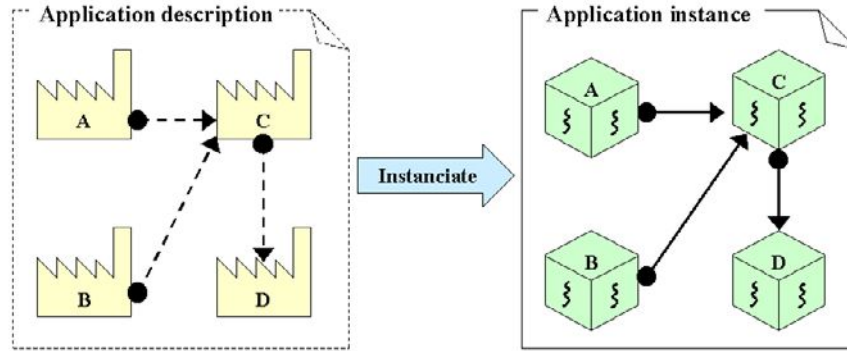 Application description
Application instance
A
C
B
D
Instanciate
A
C
B
D